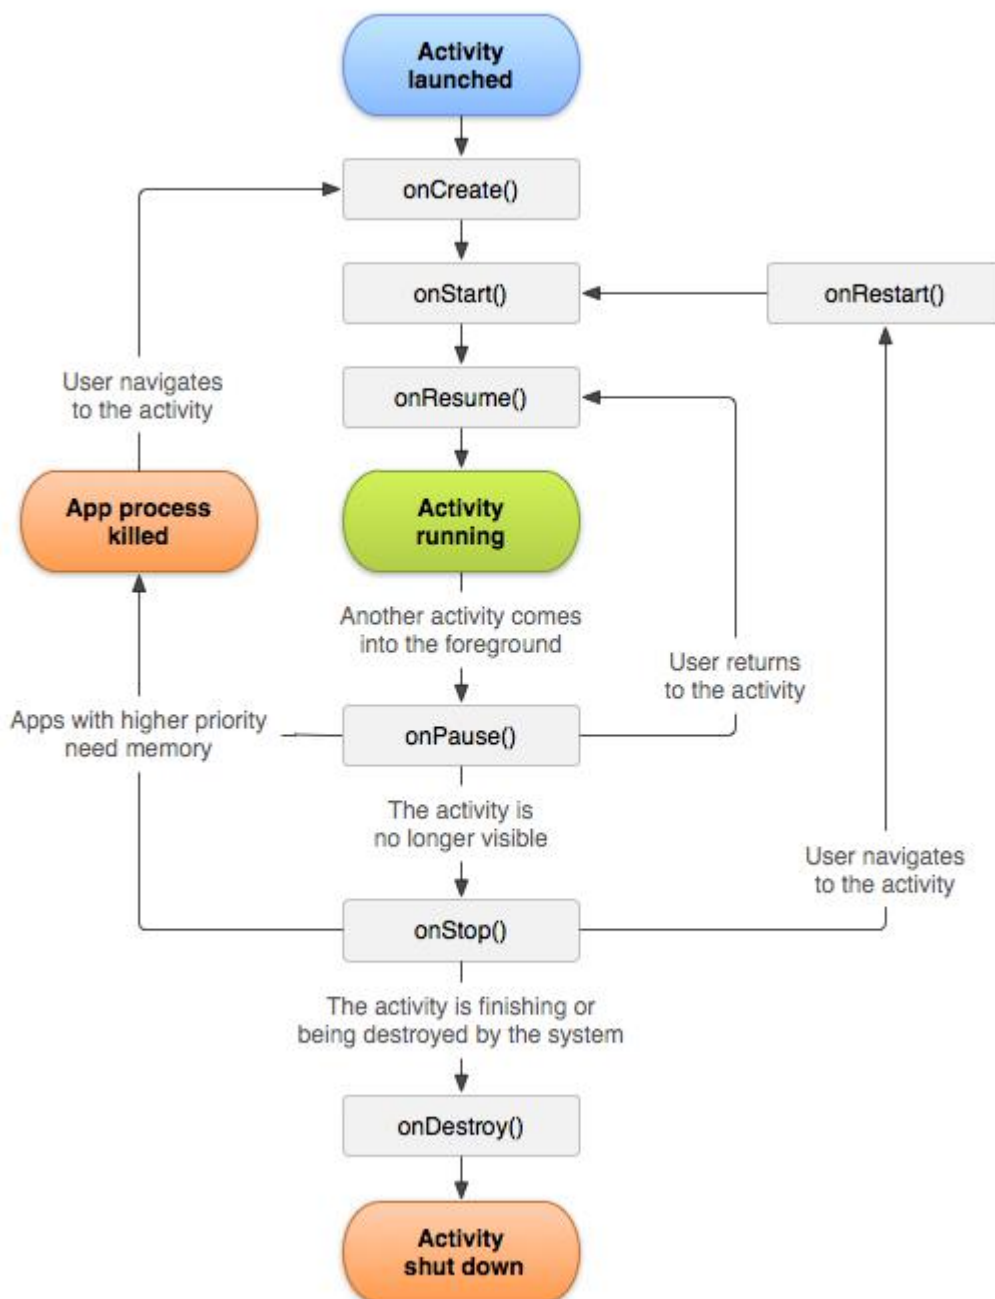 Activity
launched
onCreate()
onStart()
onRestart()
User navigates
to the activity
onResume()
App process
killed
Activity
running
Another activity comes
into the foreground
User returns
to the activity
Apps with higher priority
need memory
onPause()
The activity is
no longer visible
User navigates
to the activity
onStop()
The activity is finishing or
being destroyed by the system
onDestroy()
Activity
shut down